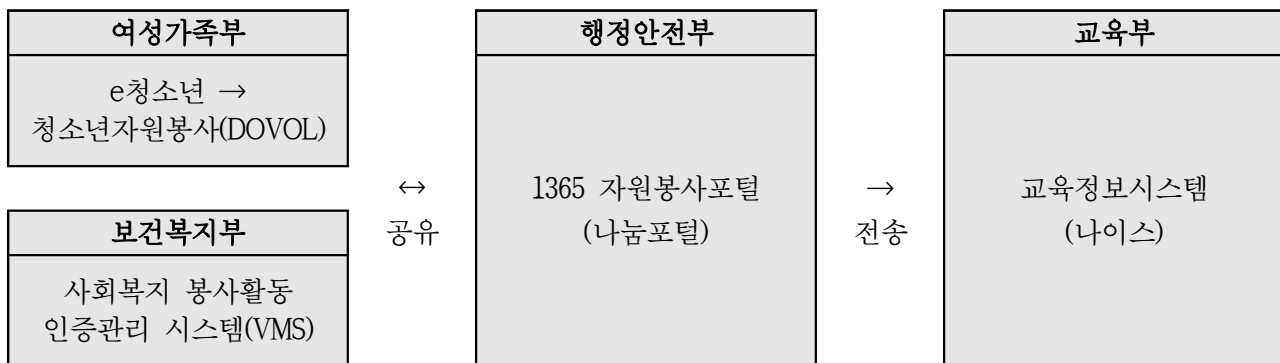 여성가족부
e청소년 →
청소년자원봉사(DOVOL)
보건복지부
사회복지 봉사활동
인증관리 시스템(VMS)
↔
공유
행정안전부
1365 자원봉사포털
(나눔포털)
→
전송
교육부
교육정보시스템
(나이스)